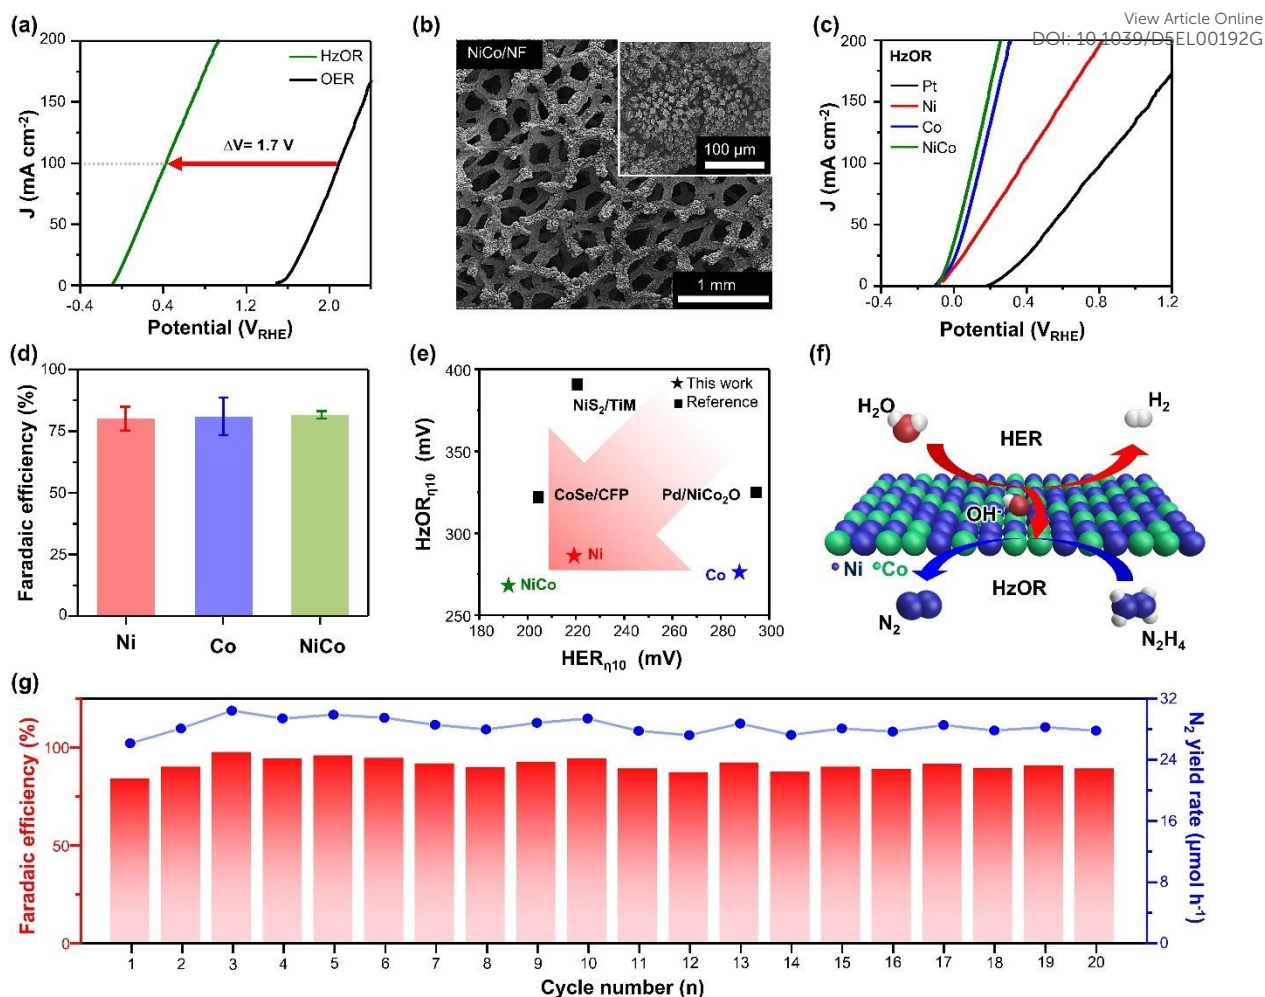 View Article Online
DOI: 10.1039/D5EL00192G
(a)
200
150
100
50
0
J (mA cm-2)
-0.4
0.4
1.2
2.0
Potential (VRHE)
HzOR
OER
ΔV= 1.7 V
(b)
NiCo/NF
100 µm
1 mm
(c)
200
150
100
50
0
J (mA cm-2)
HzOR
Pt
Ni
Co
NiCo
-0.4
0.0
0.4
0.8
1.2
Potential (VRHE)
(d)
100
75
50
25
0
Faradaic efficiency (%)
Ni
Co
NiCo
(e)
400
350
300
250
HzORη10 (mV)
This work
Reference
NiS2/TiM
CoSe/CFP
Pd/NiCo2O
Ni
NiCo
Co
180
200
220
240
260
280
300
HERη10 (mV)
(f)
H2O
H2
HER
OH-
Ni
Co
HzOR
N2
N2H4
(g)
100
50
0
Faradaic efficiency (%)
32
24
16
8
0
N2 yield rate (µmol h-1)
1 2 3 4 5 6 7 8 9 10 11 12 13 14 15 16 17 18 19 20
Cycle number (n)